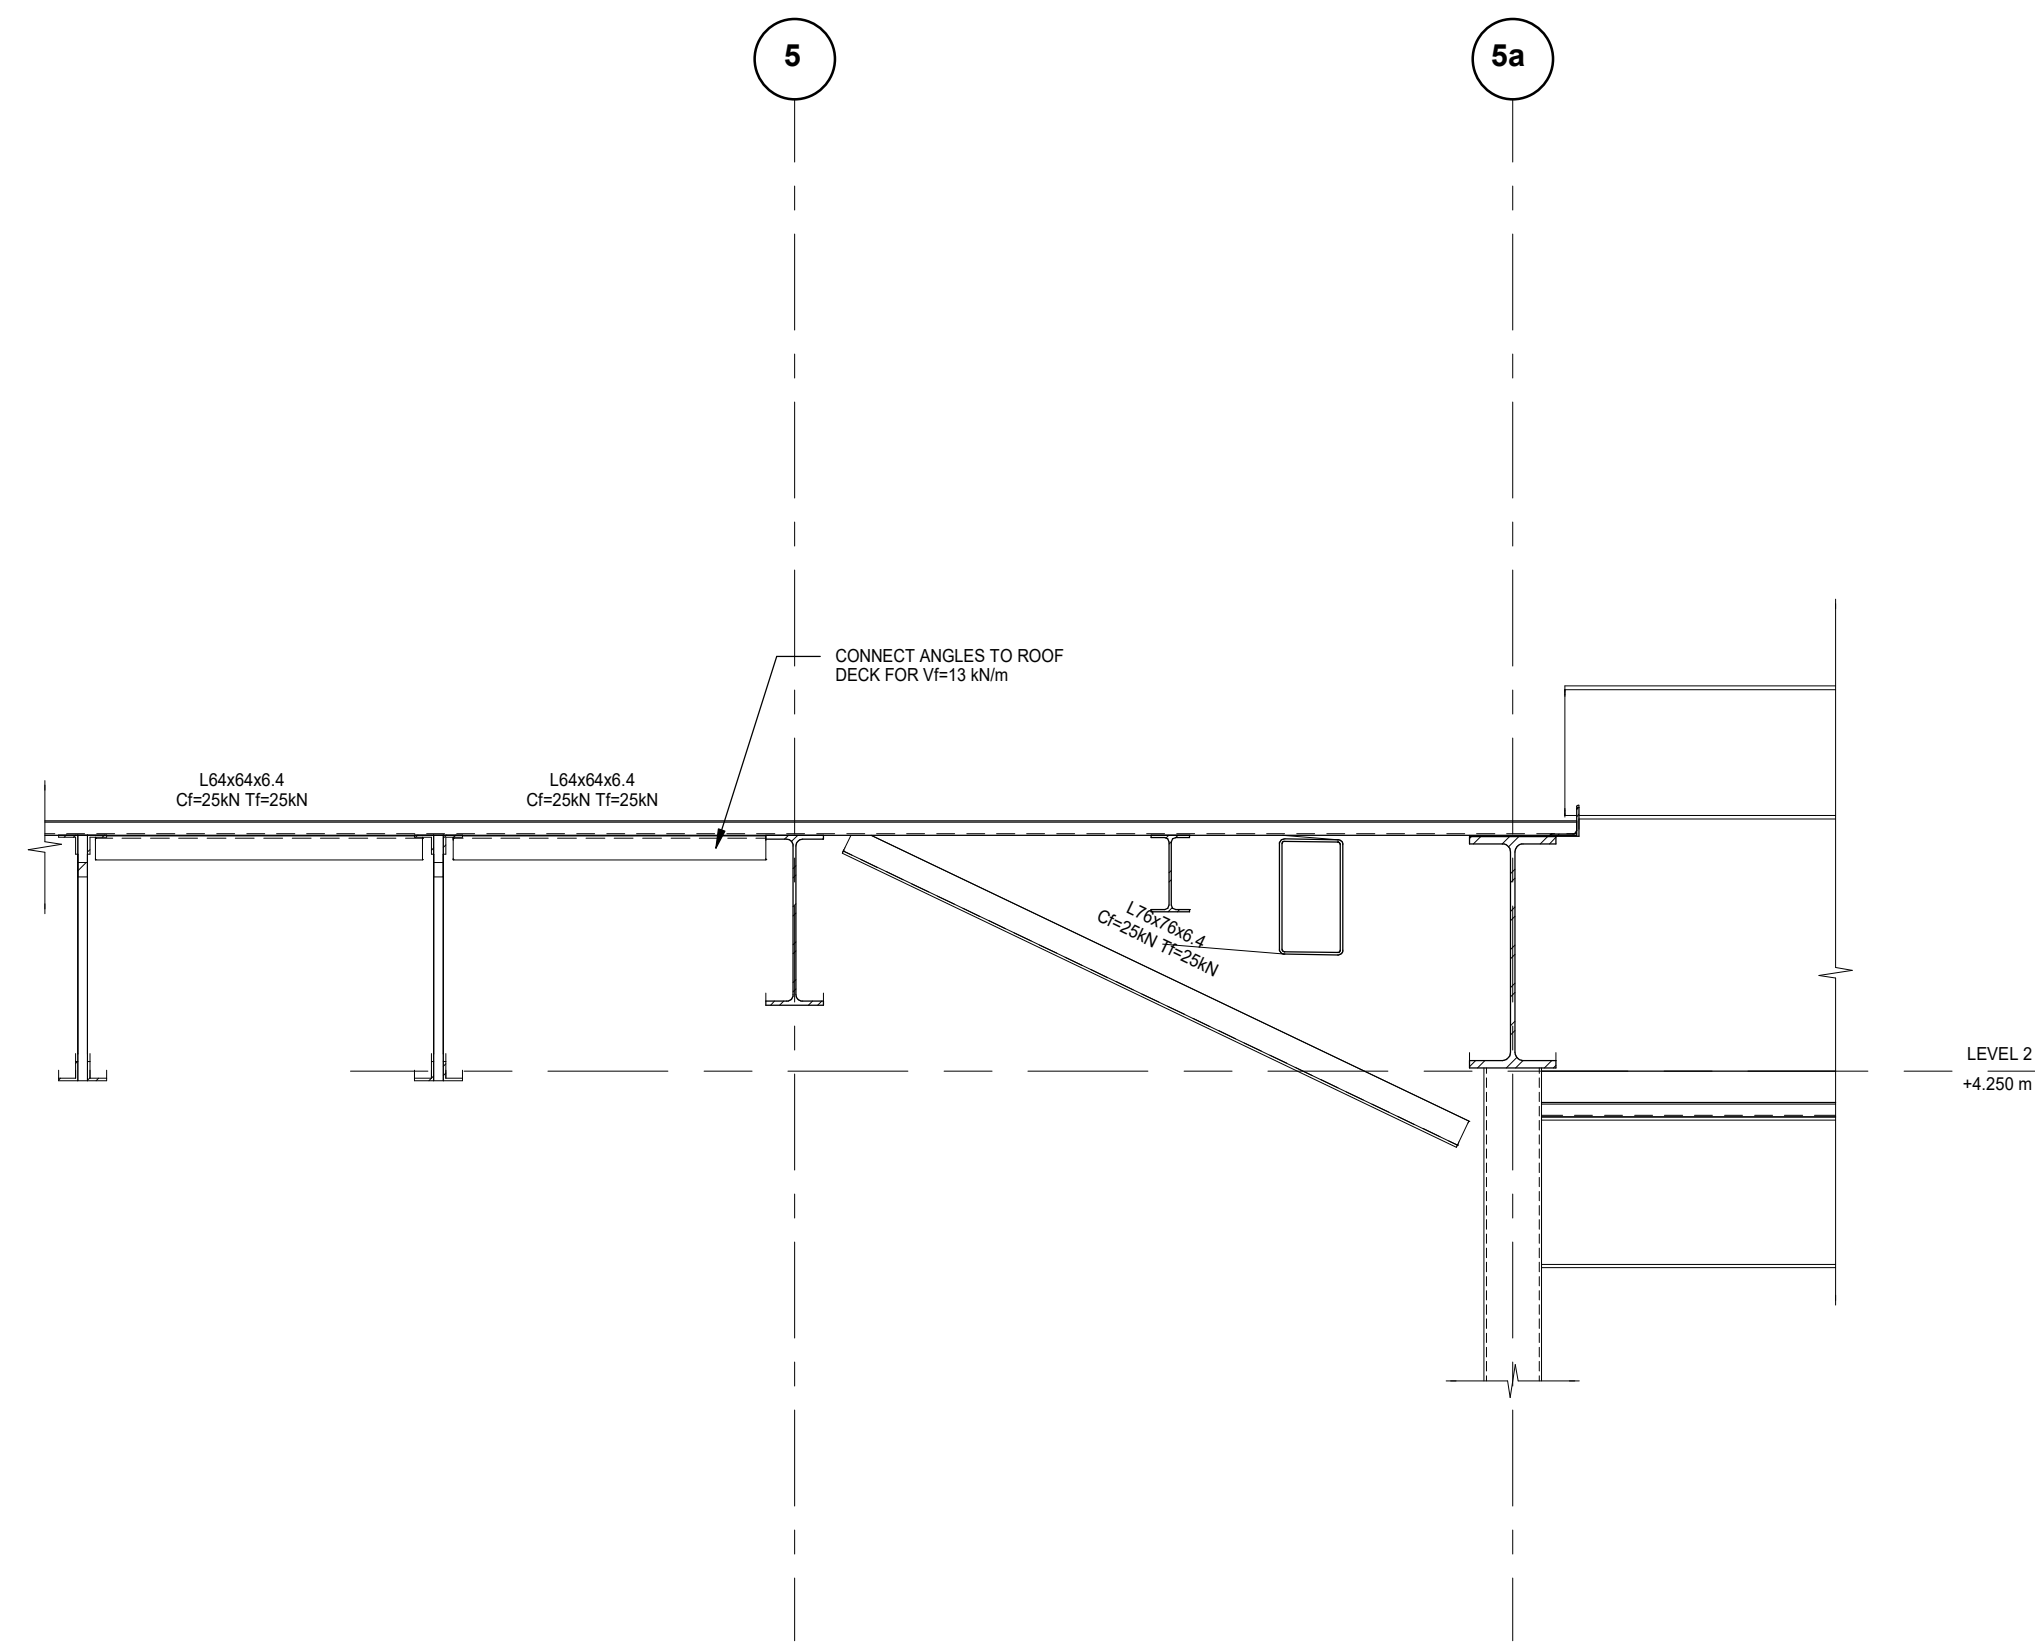 5
5a
CONNECT ANGLES TO ROOF
DECK FOR Vf=13 kN/m
L64x64x6.4
Cf=25kN Tf=25kN
L64x64x6.4
Cf=25kN Tf=25kN
L76x76x6.4
Cf=25kN Tf=25kN
LEVEL 2
+4.250 m